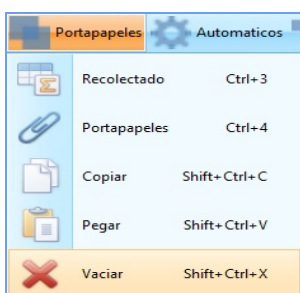 Portapapeles Automaticos
Recolectado Ctrl+3
Portapapeles Ctrl+4
Copiar Shift+Ctrl+C
Pegar Shift+Ctrl+V
Vaciar Shift+Ctrl+X